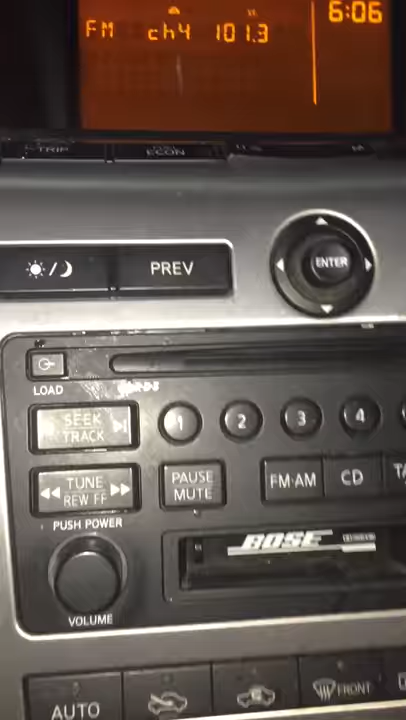 6:06
FM ch4 101.3
TRIP ECON
PREV
ENTER
LOAD
SEEK
TRACK
1 2 3 4
TUNE
REW FF
PAUSE
MUTE
FM·AM CD TA
PUSH POWER
BOSE
VOLUME
AUTO
FRONT